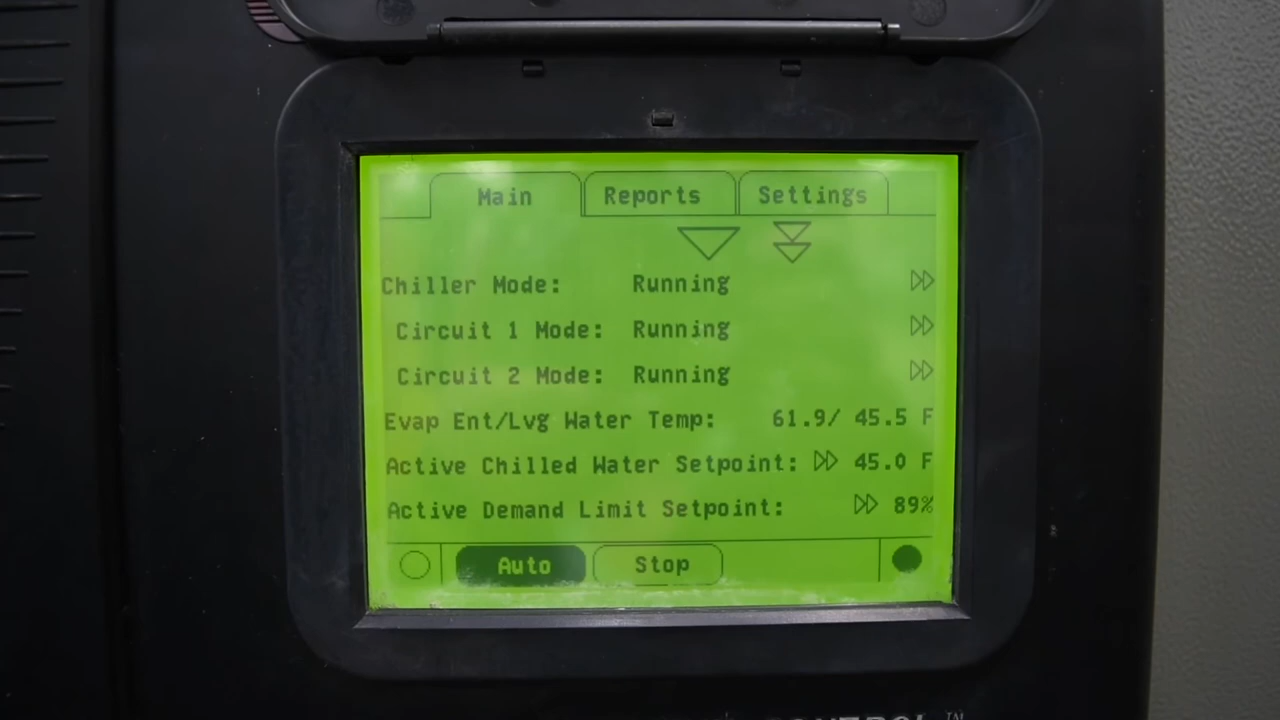 Main Reports Settings
Chiller Mode: Running
Circuit 1 Mode: Running
Circuit 2 Mode: Running
Evap Ent/Lvg Water Temp: 61.9/ 45.5 F
Active Chilled Water Setpoint: 45.0 F
Active Demand Limit Setpoint: 89%
Auto Stop